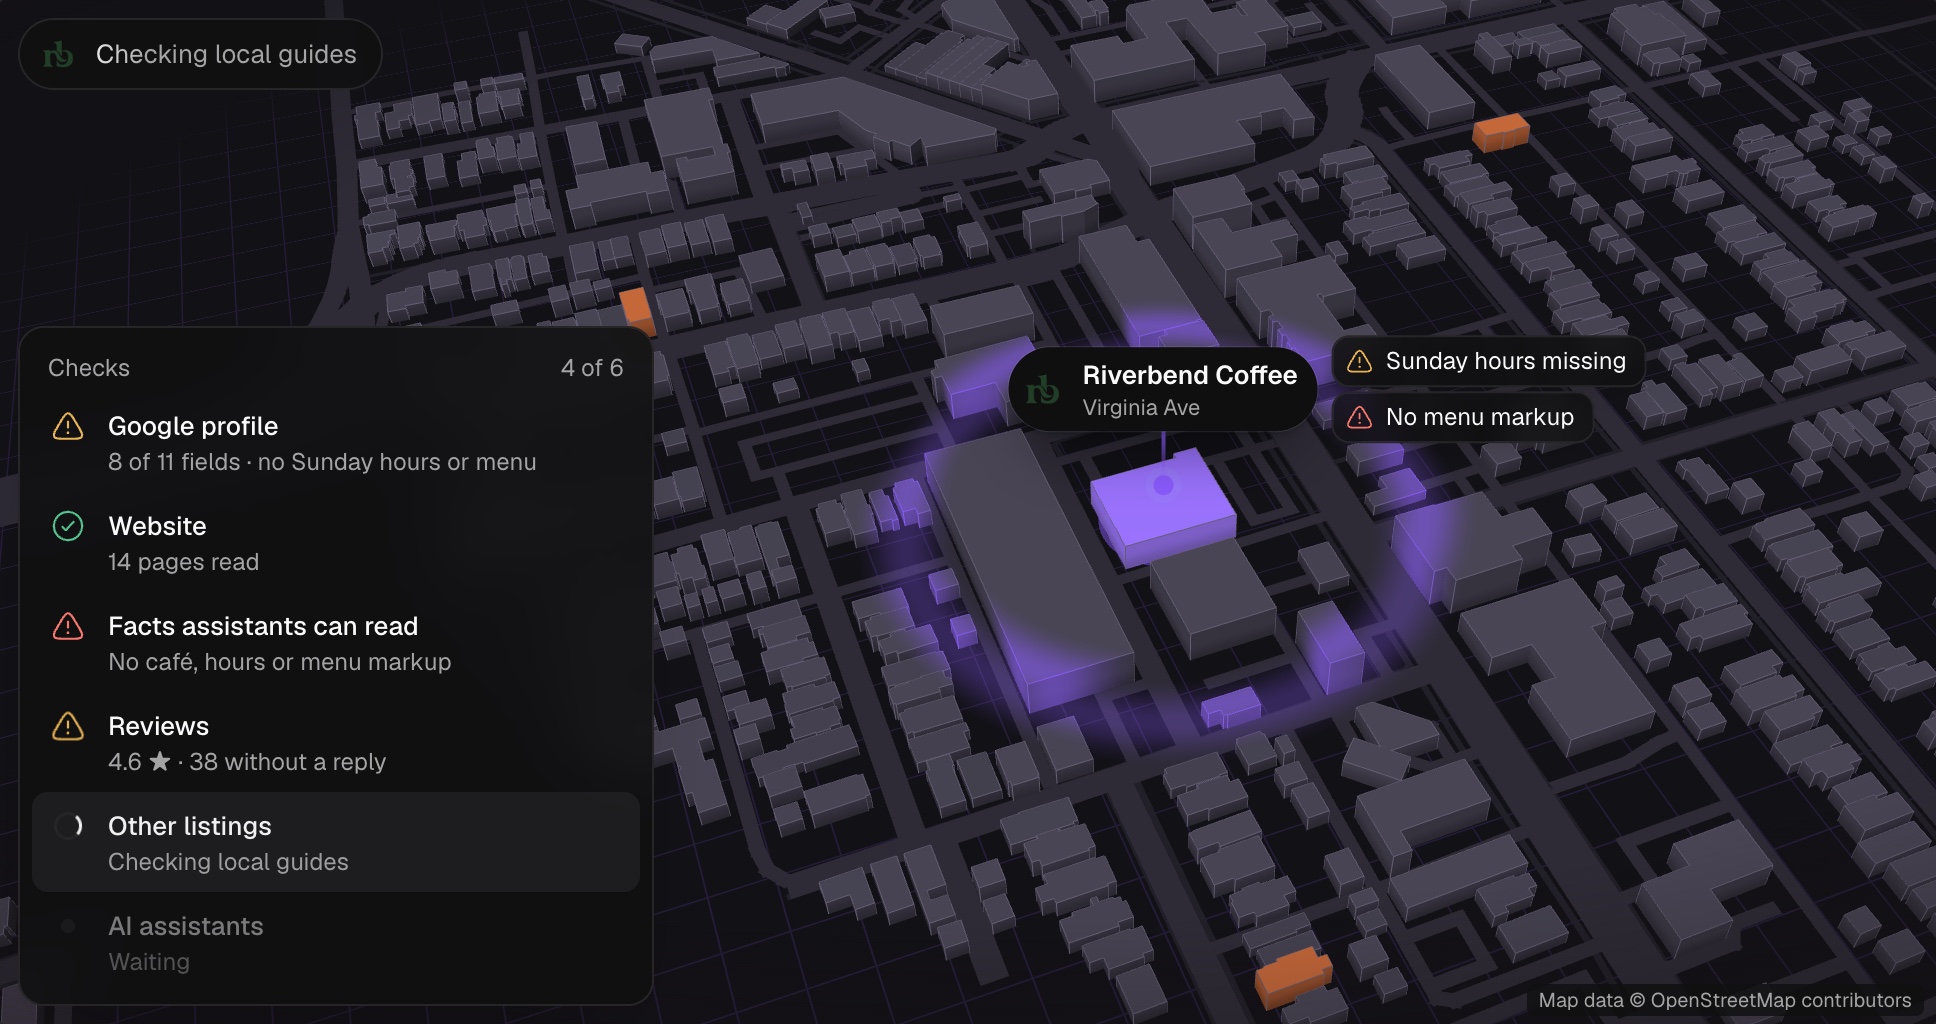 Checking local guides
Checks
4 of 6
Google profile
8 of 11 fields · no Sunday hours or menu
Website
14 pages read
Facts assistants can read
No café, hours or menu markup
Reviews
4.6 ★ · 38 without a reply
Other listings
Checking local guides
AI assistants
Waiting
rb
Riverbend Coffee
Virginia Ave
Sunday hours missing
No menu markup
Map data © OpenStreetMap contributors